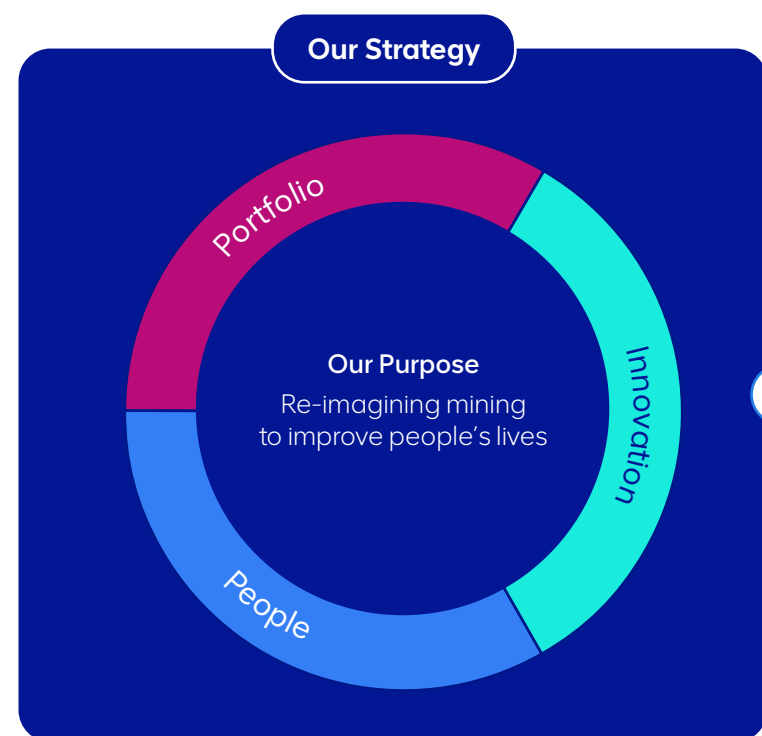 Our Strategy
Portfolio
Innovation
Our Purpose
Re-imagining mining
to improve people’s lives
People